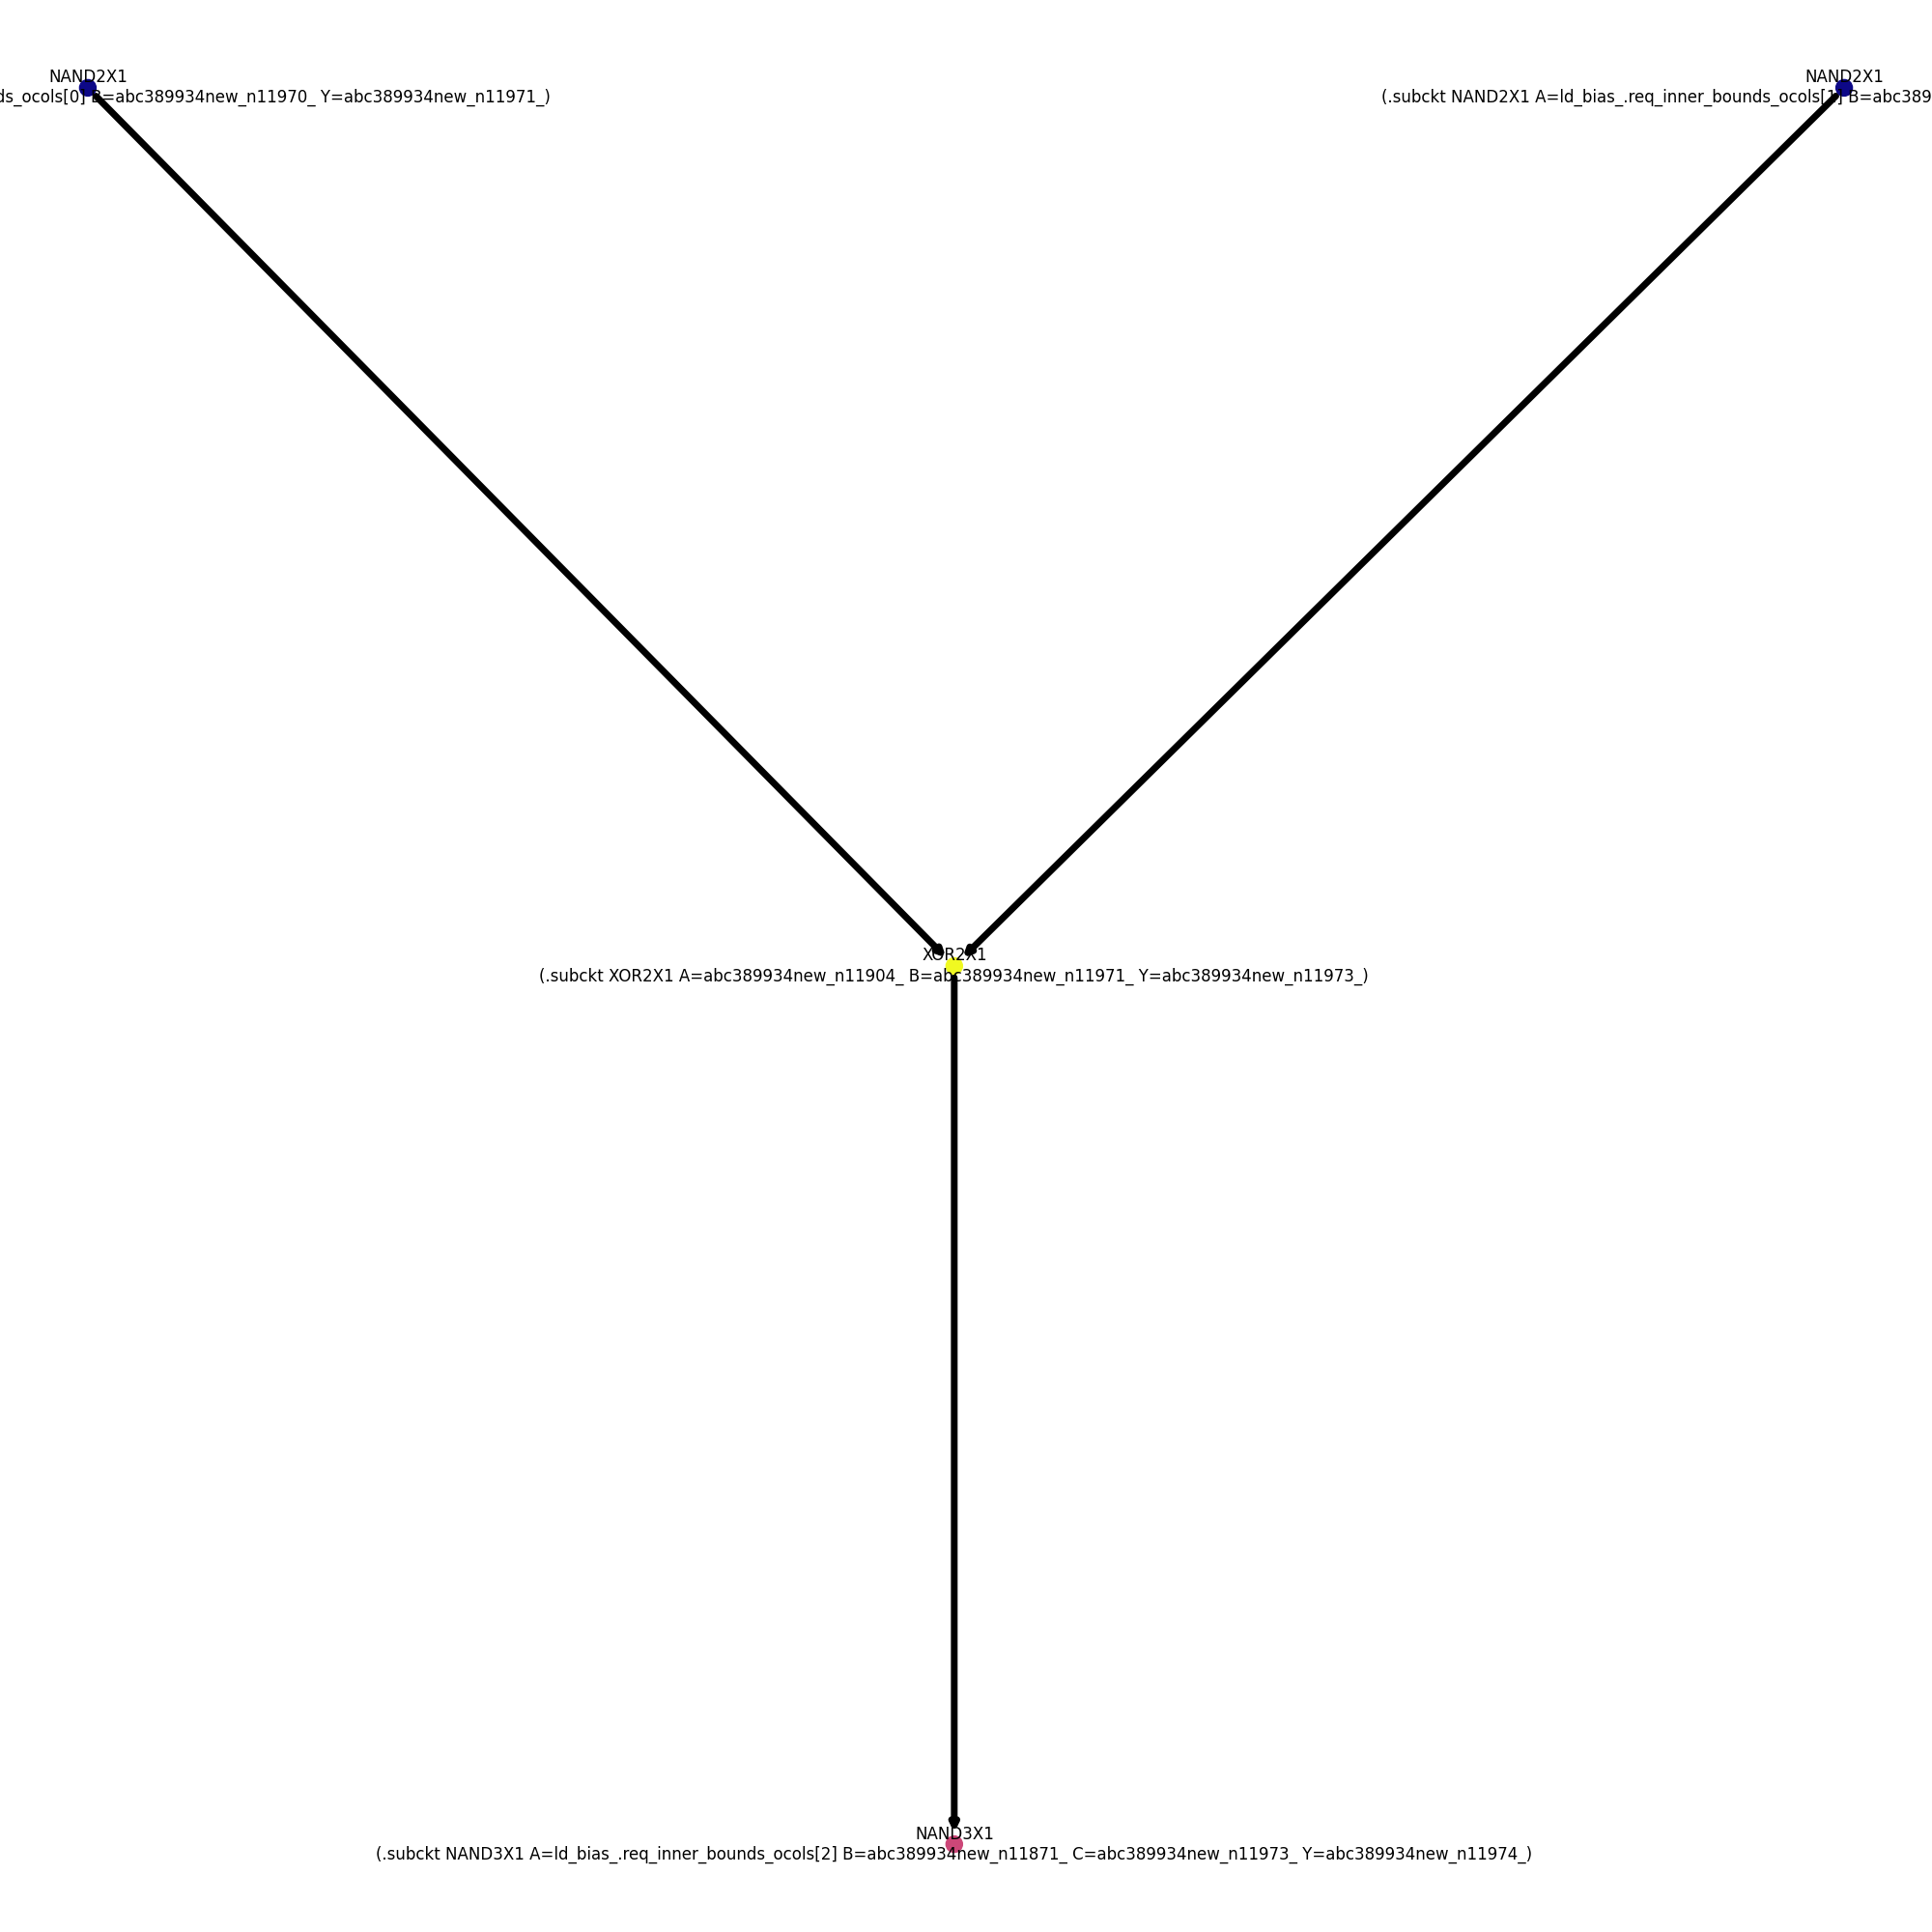 NAND2X1
ds_ocols[0] B=abc389934new_n11970_ Y=abc389934new_n11971_)
NAND2X1
(.subckt NAND2X1 A=ld_bias_.req_inner_bounds_ocols[1] B=abc389
XOR2X1
(.subckt XOR2X1 A=abc389934new_n11904_ B=abc389934new_n11971_ Y=abc389934new_n11973_)
NAND3X1
(.subckt NAND3X1 A=ld_bias_.req_inner_bounds_ocols[2] B=abc389934new_n11871_ C=abc389934new_n11973_ Y=abc389934new_n11974_)